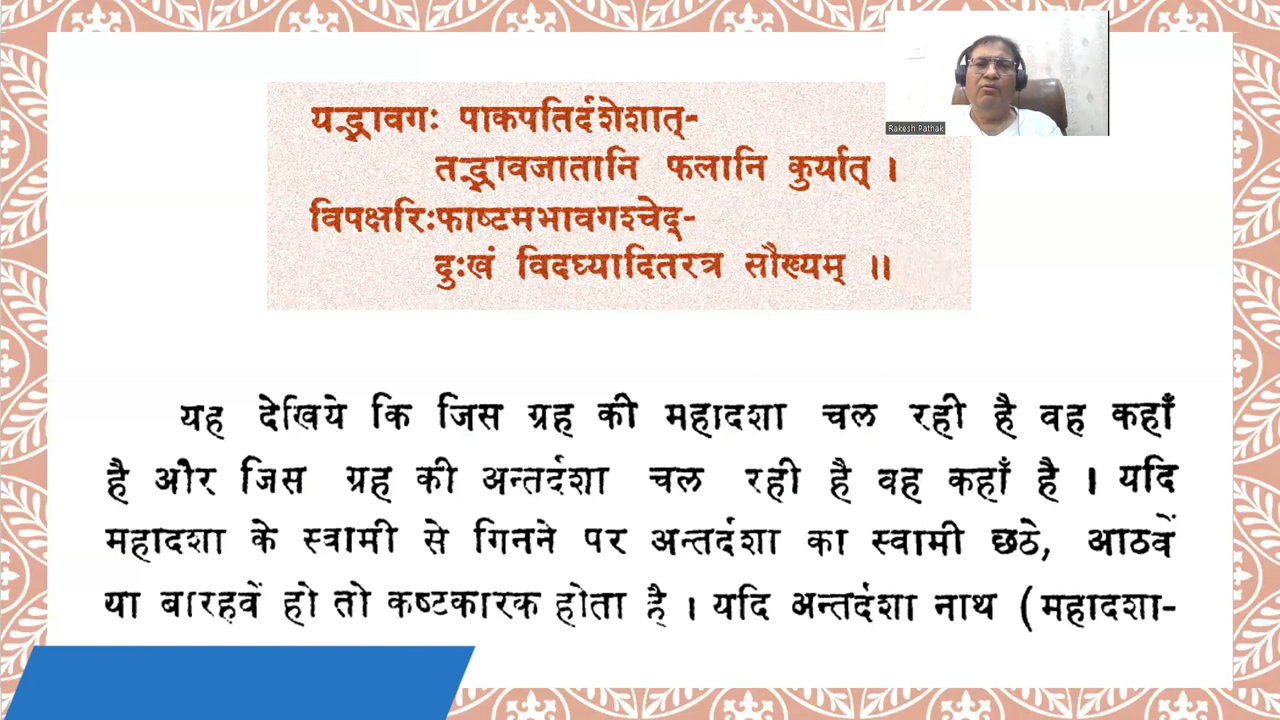 यद्भावगः पाकपतिर्दशेशात्-
तद्भावजातानि फलानि कुर्यात् ।
विपक्षरिःफाष्टमभावगश्चेद्-
दुःखं विदध्यादितरत्र सौख्यम् ॥
Rakesh Pathak
यह देखिये कि जिस ग्रह की महादशा चल रही है वह कहाँ
है और जिस ग्रह की अन्तर्दशा चल रही है वह कहाँ है । यदि
महादशा के स्वामी से गिनने पर अन्तर्दशा का स्वामी छठे, आठवें
या बारहवें हो तो कष्टकारक होता है । यदि अन्तर्दशा नाथ (महादशा-